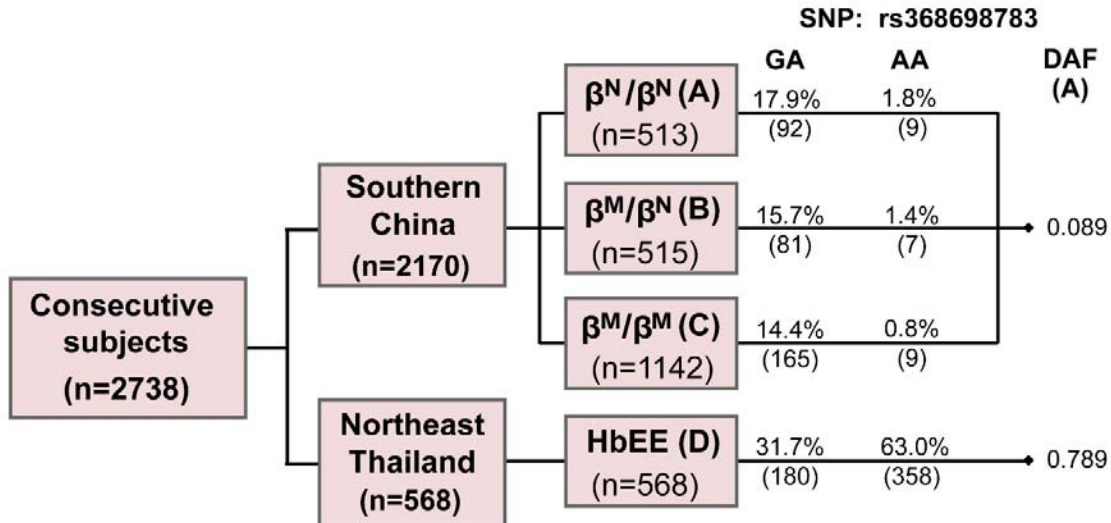 SNP: rs368698783
GA
AA
DAF
(A)
Consecutive
subjects
(n=2738)
Southern
China
(n=2170)
Northeast
Thailand
(n=568)
βᴺ/βᴺ (A)
(n=513)
17.9%
(92)
1.8%
(9)
βᴹ/βᴺ (B)
(n=515)
15.7%
(81)
1.4%
(7)
0.089
βᴹ/βᴹ (C)
(n=1142)
14.4%
(165)
0.8%
(9)
HbEE (D)
(n=568)
31.7%
(180)
63.0%
(358)
0.789